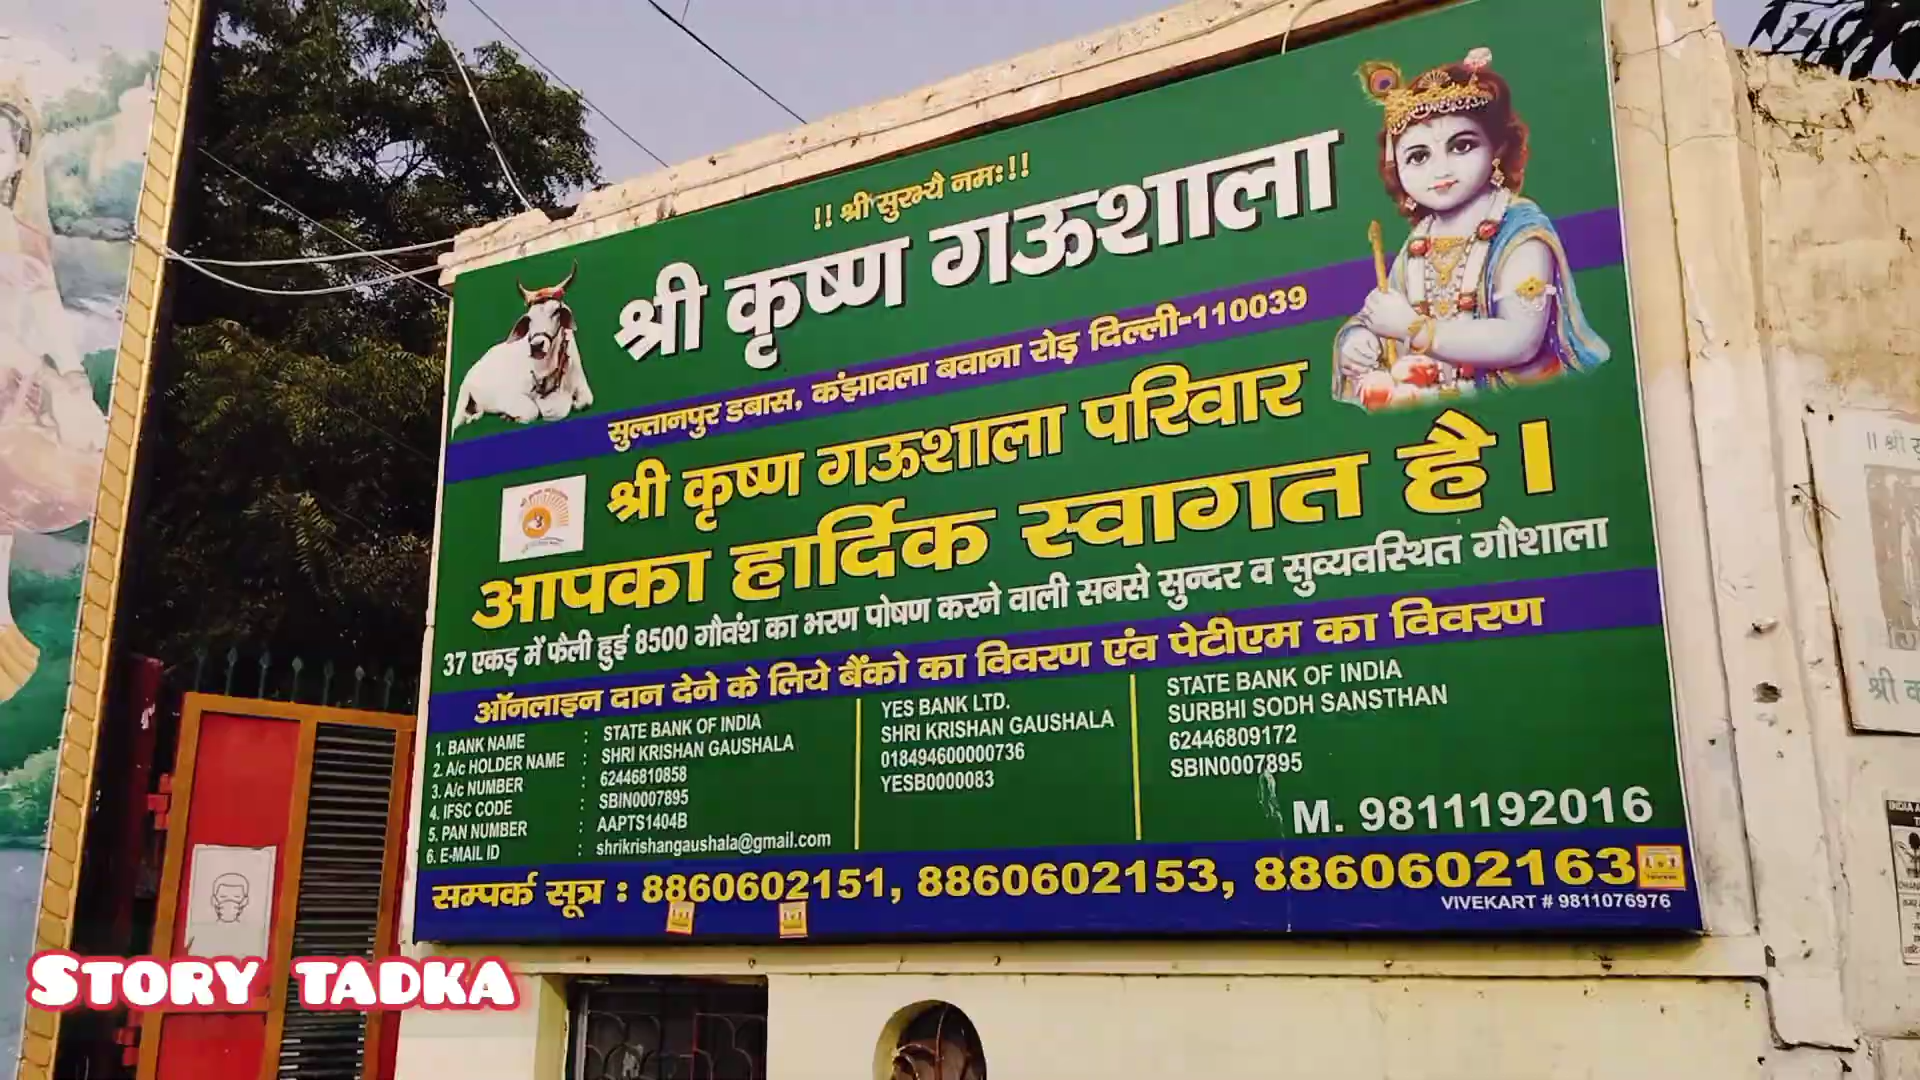 !! श्री सुरभ्यै नमः!!
श्री कृष्ण गऊशाला
सुल्तानपुर डबास, कंझावला बवाना रोड़ दिल्ली-110039
श्री कृष्ण गऊशाला परिवार
आपका हार्दिक स्वागत है।
37 एकड़ में फैली हुई 8500 गौवंश का भरण पोषण करने वाली सबसे सुन्दर व सुव्यवस्थित गौशाला
ऑनलाइन दान देने के लिये बैंको का विवरण एंव पेटीएम का विवरण
1. BANK NAME : STATE BANK OF INDIA
2. A/c HOLDER NAME : SHRI KRISHAN GAUSHALA
3. A/c NUMBER : 62446810858
4. IFSC CODE : SBIN0007895
5. PAN NUMBER : AAPTS1404B
6. E-MAIL ID : shrikrishangaushala@gmail.com
YES BANK LTD.
SHRI KRISHAN GAUSHALA
018494600000736
YESB0000083
STATE BANK OF INDIA
SURBHI SODH SANSTHAN
62446809172
SBIN0007895
M. 9811192016
सम्पर्क सूत्र : 8860602151, 8860602153, 8860602163
VIVEKART # 9811076976
STORY TADKA